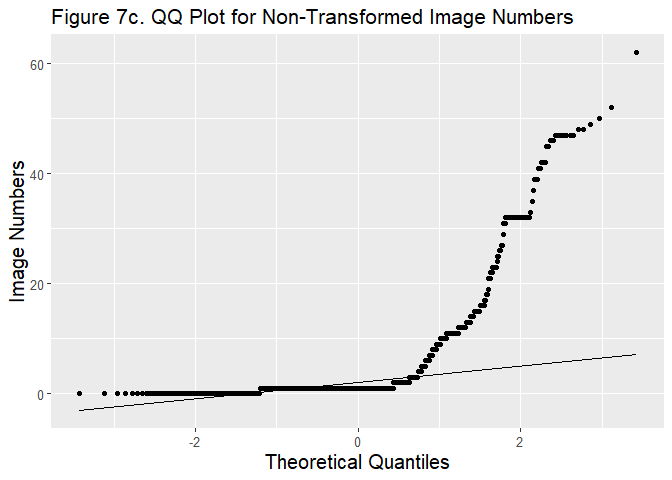 Figure 7c. QQ Plot for Non-Transformed Image Numbers
60
40
20
0
Image Numbers
-2
0
2
Theoretical Quantiles